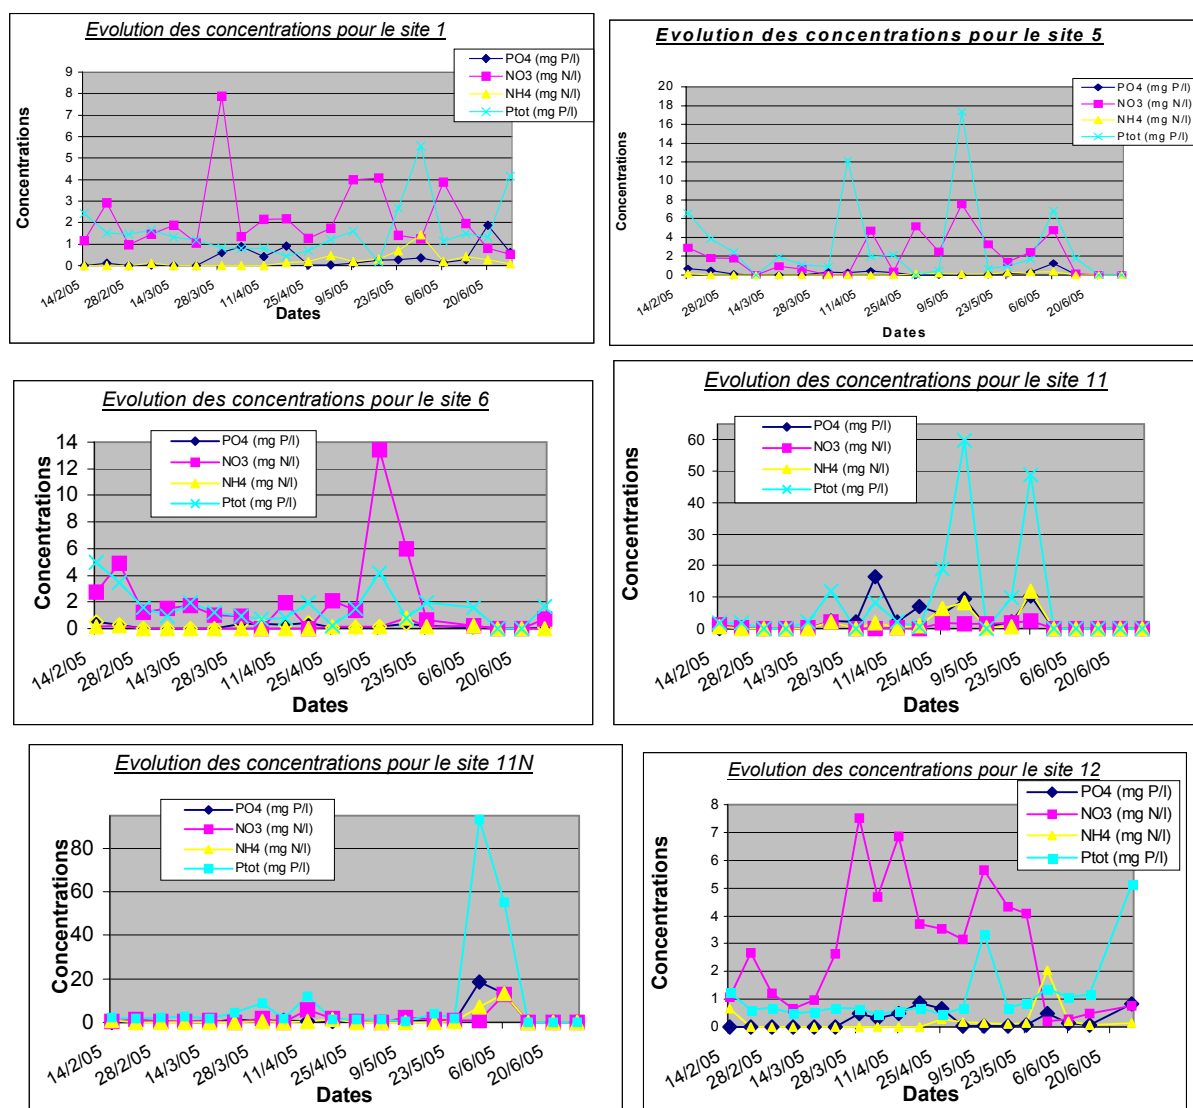 Evolution des concentrations pour le site 1
PO4 (mg P/l)
NO3 (mg N/l)
NH4 (mg N/l)
Ptot (mg P/l)
Concentrations
9
8
7
6
5
4
3
2
1
0
14/2/05 28/2/05 14/3/05 28/3/05 11/4/05 25/4/05 9/5/05 23/5/05 6/6/05 20/6/05
Dates
Evolution des concentrations pour le site 5
PO4 (mg P/l)
NO3 (mg N/l)
NH4 (mg N/l)
Ptot (mg P/l)
Concentrations
20
18
16
14
12
10
8
6
4
2
0
14/2/05 28/2/05 14/3/05 28/3/05 11/4/05 25/4/05 9/5/05 23/5/05 6/6/05 20/6/05
Dates
Evolution des concentrations pour le site 6
PO4 (mg P/l)
NO3 (mg N/l)
NH4 (mg N/l)
Ptot (mg P/l)
Concentrations
14
12
10
8
6
4
2
0
14/2/05 28/2/05 14/3/05 28/3/05 11/4/05 25/4/05 9/5/05 23/5/05 6/6/05 20/6/05
Dates
Evolution des concentrations pour le site 11
PO4 (mg P/l)
NO3 (mg N/l)
NH4 (mg N/l)
Ptot (mg P/l)
Concentrations
60
50
40
30
20
10
0
14/2/05 28/2/05 14/3/05 28/3/05 11/4/05 25/4/05 9/5/05 23/5/05 6/6/05 20/6/05
Dates
Evolution des concentrations pour le site 11N
PO4 (mg P/l)
NO3 (mg N/l)
NH4 (mg N/l)
Ptot (mg P/l)
Concentrations
80
60
40
20
0
14/2/05 28/2/05 14/3/05 28/3/05 11/4/05 25/4/05 9/5/05 23/5/05 6/6/05 20/6/05
Dates
Evolution des concentrations pour le site 12
PO4 (mg P/l)
NO3 (mg N/l)
NH4 (mg N/l)
Ptot (mg P/l)
Concentrations
8
7
6
5
4
3
2
1
0
14/2/05 28/2/05 14/3/05 28/3/05 11/4/05 25/4/05 9/5/05 23/5/05 6/6/05 20/6/05
Dates